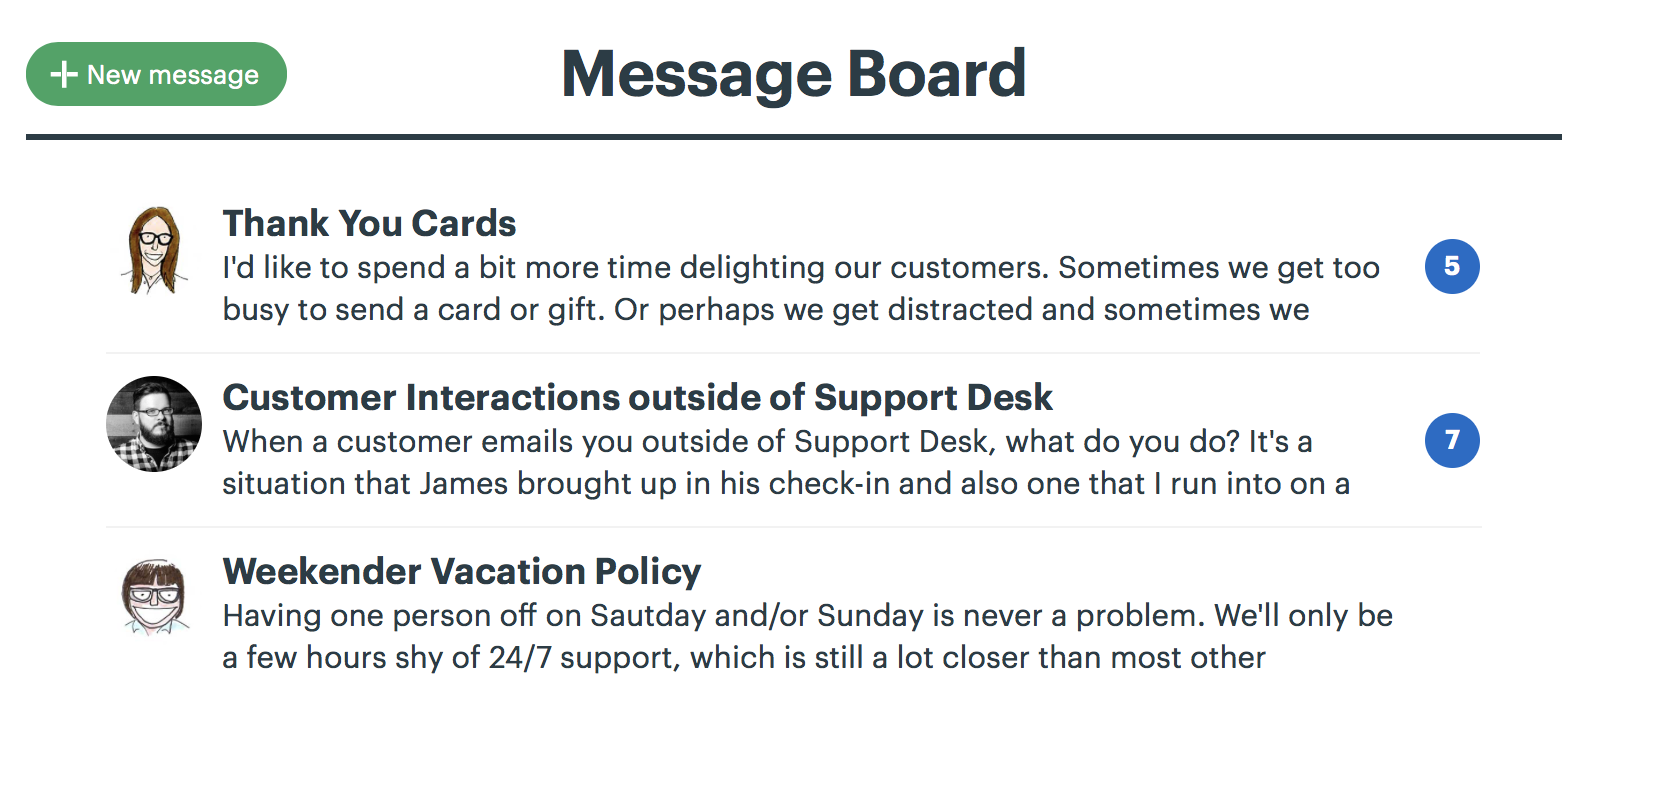 New message
Message Board
Thank You Cards
I'd like to spend a bit more time delighting our customers. Sometimes we get too
busy to send a card or gift. Or perhaps we get distracted and sometimes we
5
Customer Interactions outside of Support Desk
When a customer emails you outside of Support Desk, what do you do? It's a
situation that James brought up in his check-in and also one that I run into on a
7
Weekender Vacation Policy
Having one person off on Sautday and/or Sunday is never a problem. We'll only be
a few hours shy of 24/7 support, which is still a lot closer than most other